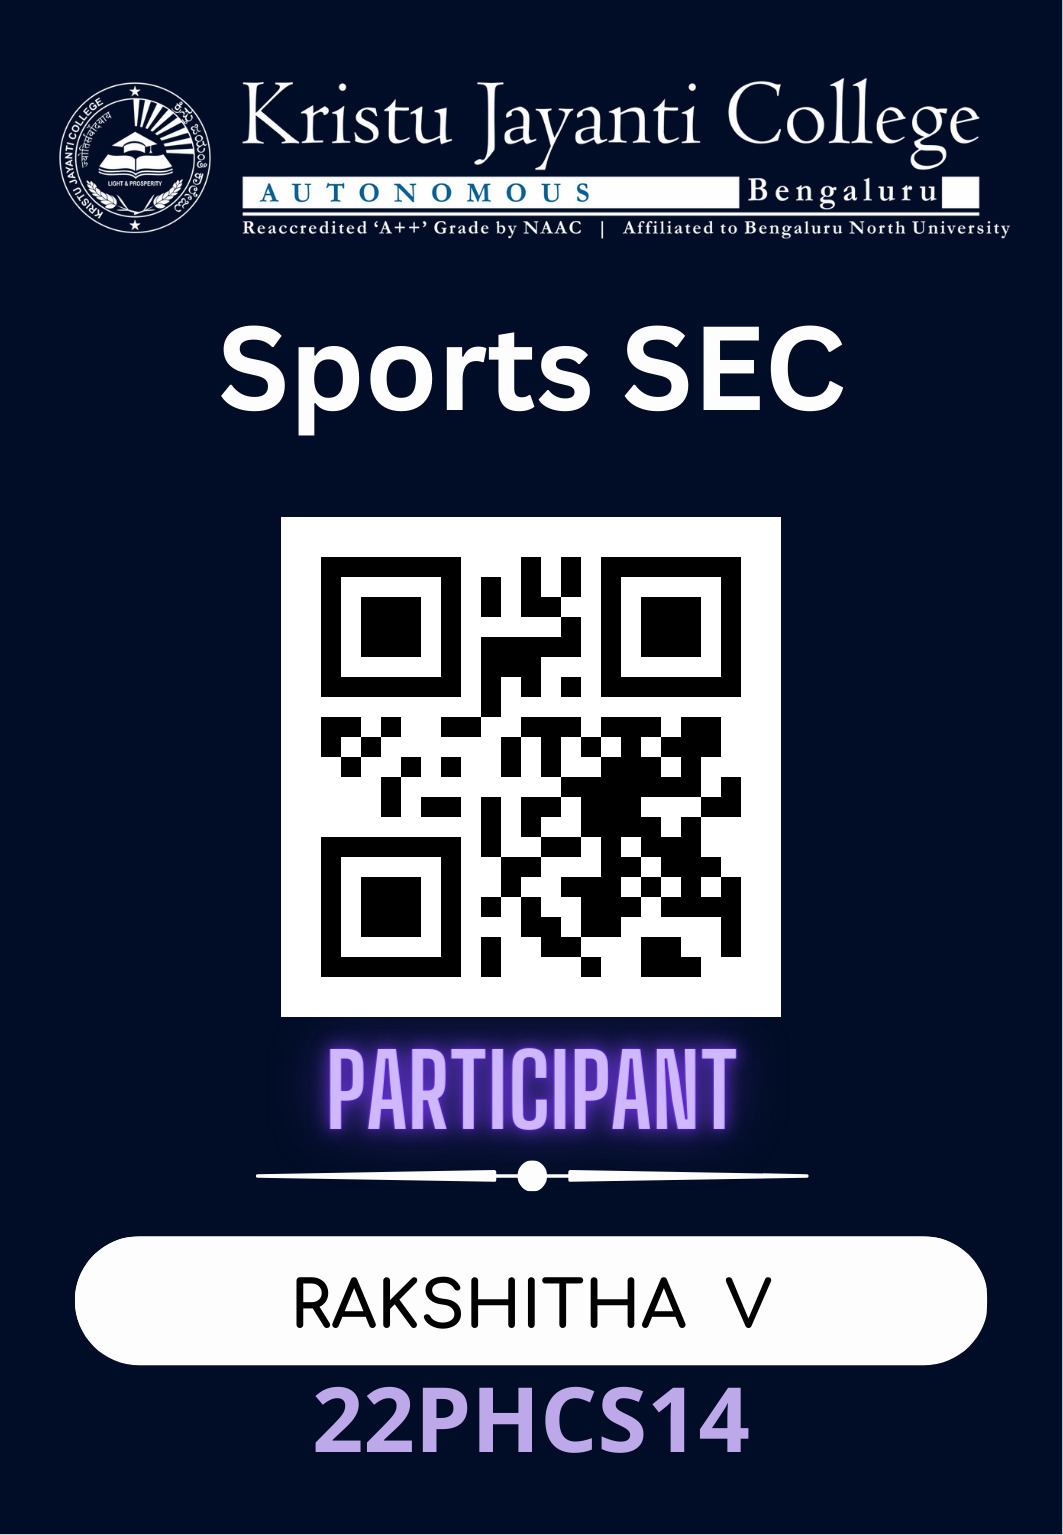 KRISTU JAYANTI COLLEGE
ಕ್ರಿಸ್ತು ಜಯಂತಿ ಕಾಲೇಜು
LIGHT & PROSPERITY
Kristu Jayanti College
AUTONOMOUS Bengaluru
Reaccredited ‘A++’ Grade by NAAC | Affiliated to Bengaluru North University
Sports SEC
PARTICIPANT
RAKSHITHA V
22PHCS14